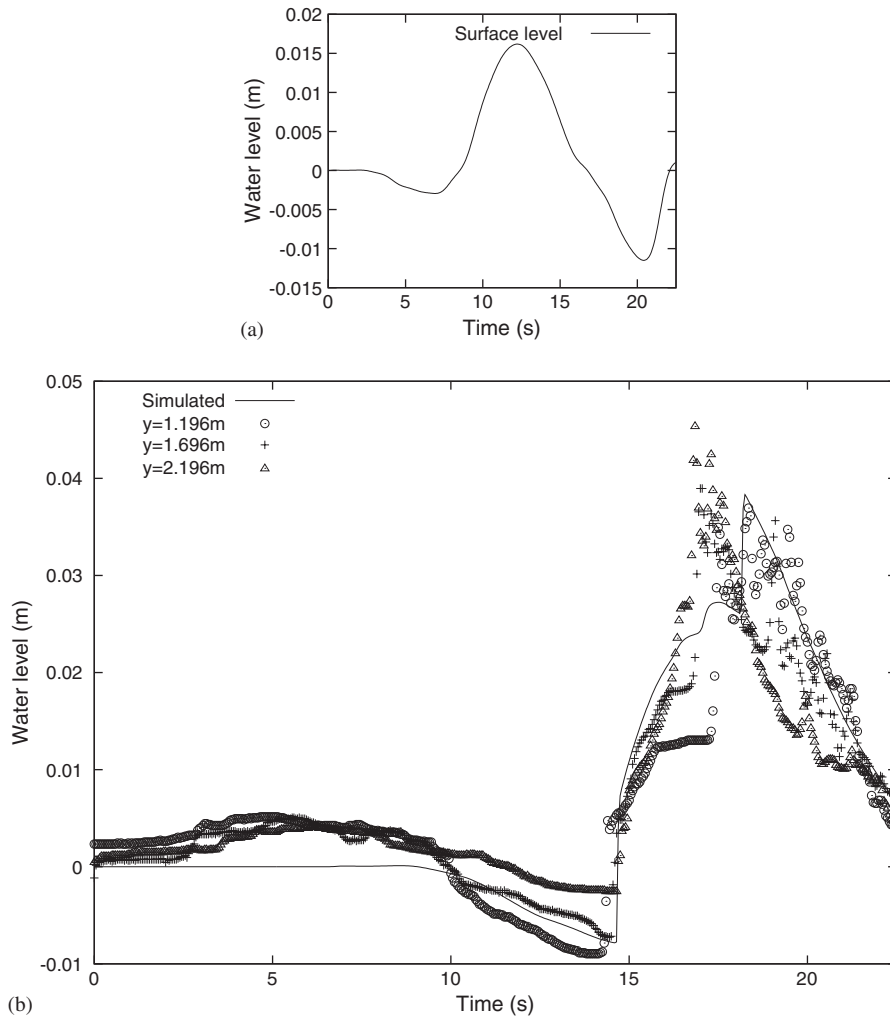 0.02
0.015
0.01
0.005
0
-0.005
-0.01
-0.015
Water level (m)
Surface level
0 5 10 15 20
Time (s)
(a)
0.05
0.04
0.03
0.02
0.01
0
-0.01
Water level (m)
Simulated
y=1.196m
y=1.696m
y=2.196m
0 5 10 15 20
Time (s)
(b)